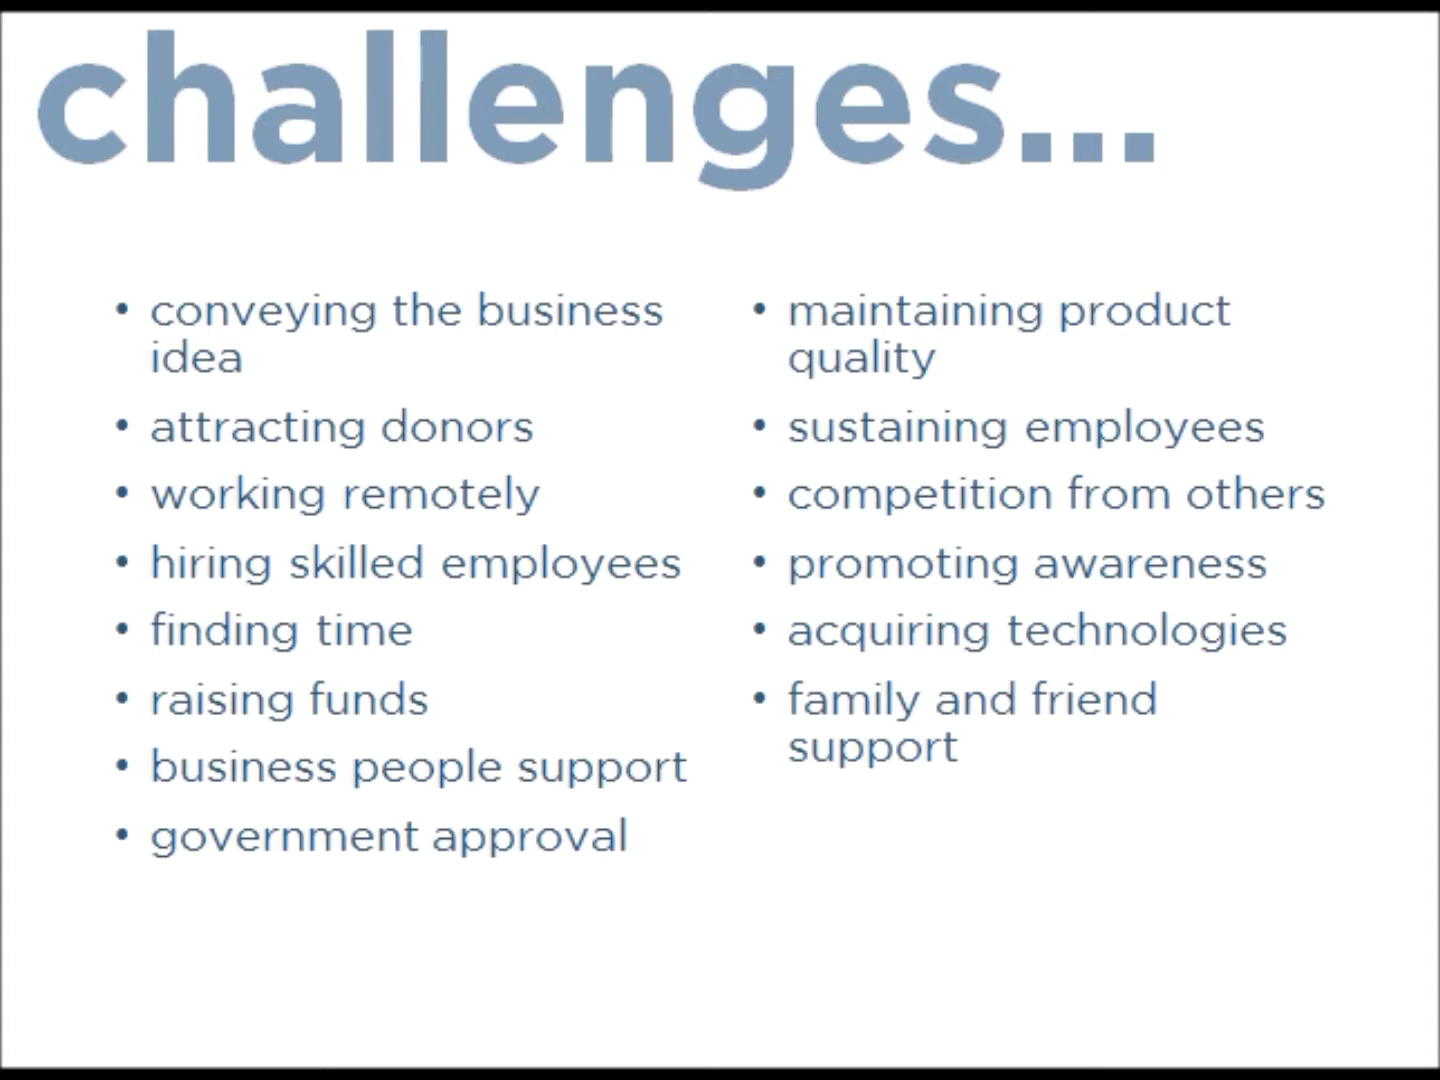 challenges...
• conveying the business
idea
• attracting donors
• working remotely
• hiring skilled employees
• finding time
• raising funds
• business people support
• government approval
• maintaining product
quality
• sustaining employees
• competition from others
• promoting awareness
• acquiring technologies
• family and friend
support